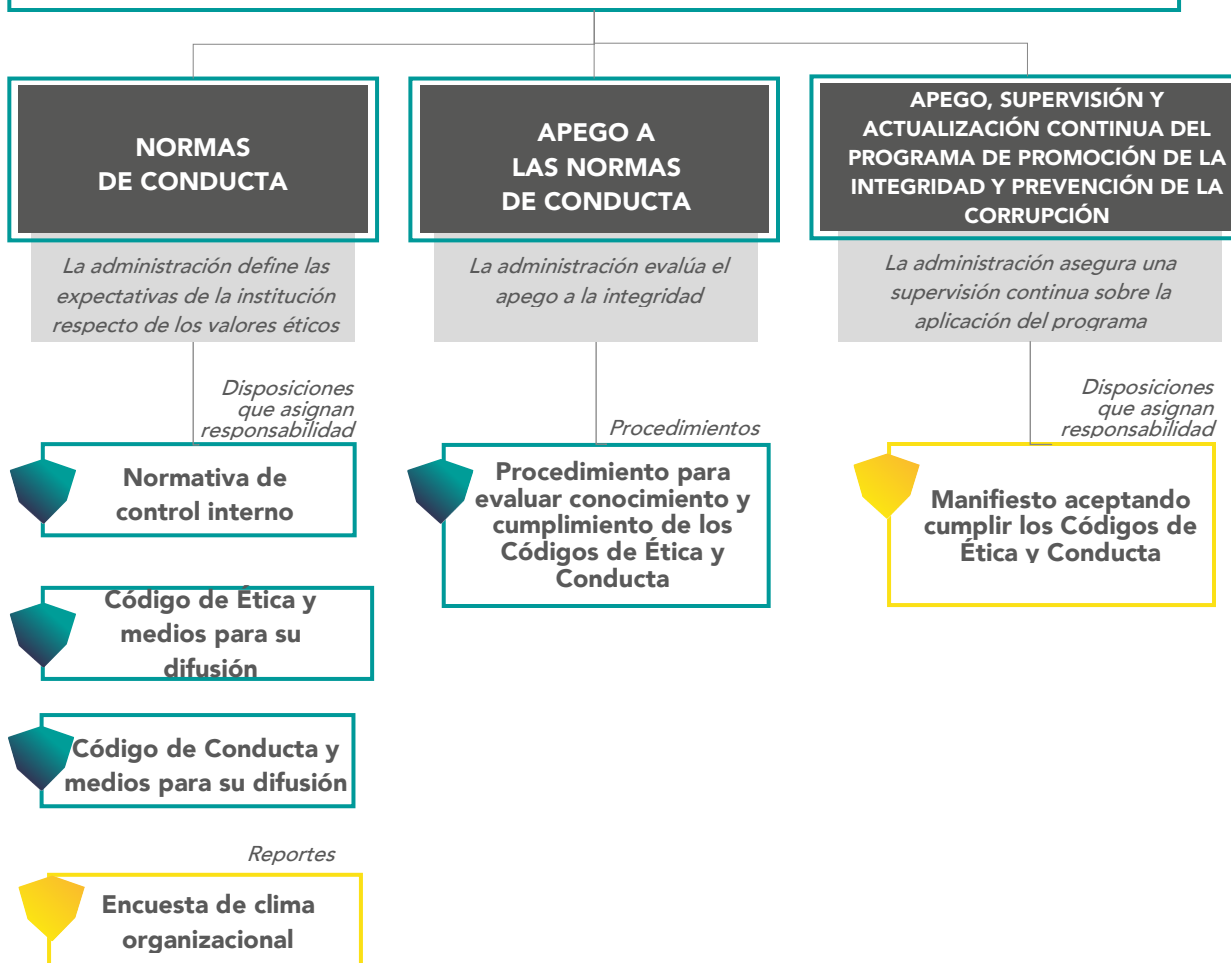 NORMAS
DE CONDUCTA
La administración define las
expectativas de la institución
respecto de los valores éticos
Disposiciones
que asignan
responsabilidad
Normativa de
control interno
Código de Ética y
medios para su
difusión
Código de Conducta y
medios para su difusión
Reportes
Encuesta de clima
organizacional
APEGO A
LAS NORMAS
DE CONDUCTA
La administración evalúa el
apego a la integridad
Procedimientos
Procedimiento para
evaluar conocimiento y
cumplimiento de los
Códigos de Ética y
Conducta
APEGO, SUPERVISIÓN Y
ACTUALIZACIÓN CONTINUA DEL
PROGRAMA DE PROMOCIÓN DE LA
INTEGRIDAD Y PREVENCIÓN DE LA
CORRUPCIÓN
La administración asegura una
supervisión continua sobre la
aplicación del programa
Disposiciones
que asignan
responsabilidad
Manifiesto aceptando
cumplir los Códigos de
Ética y Conducta